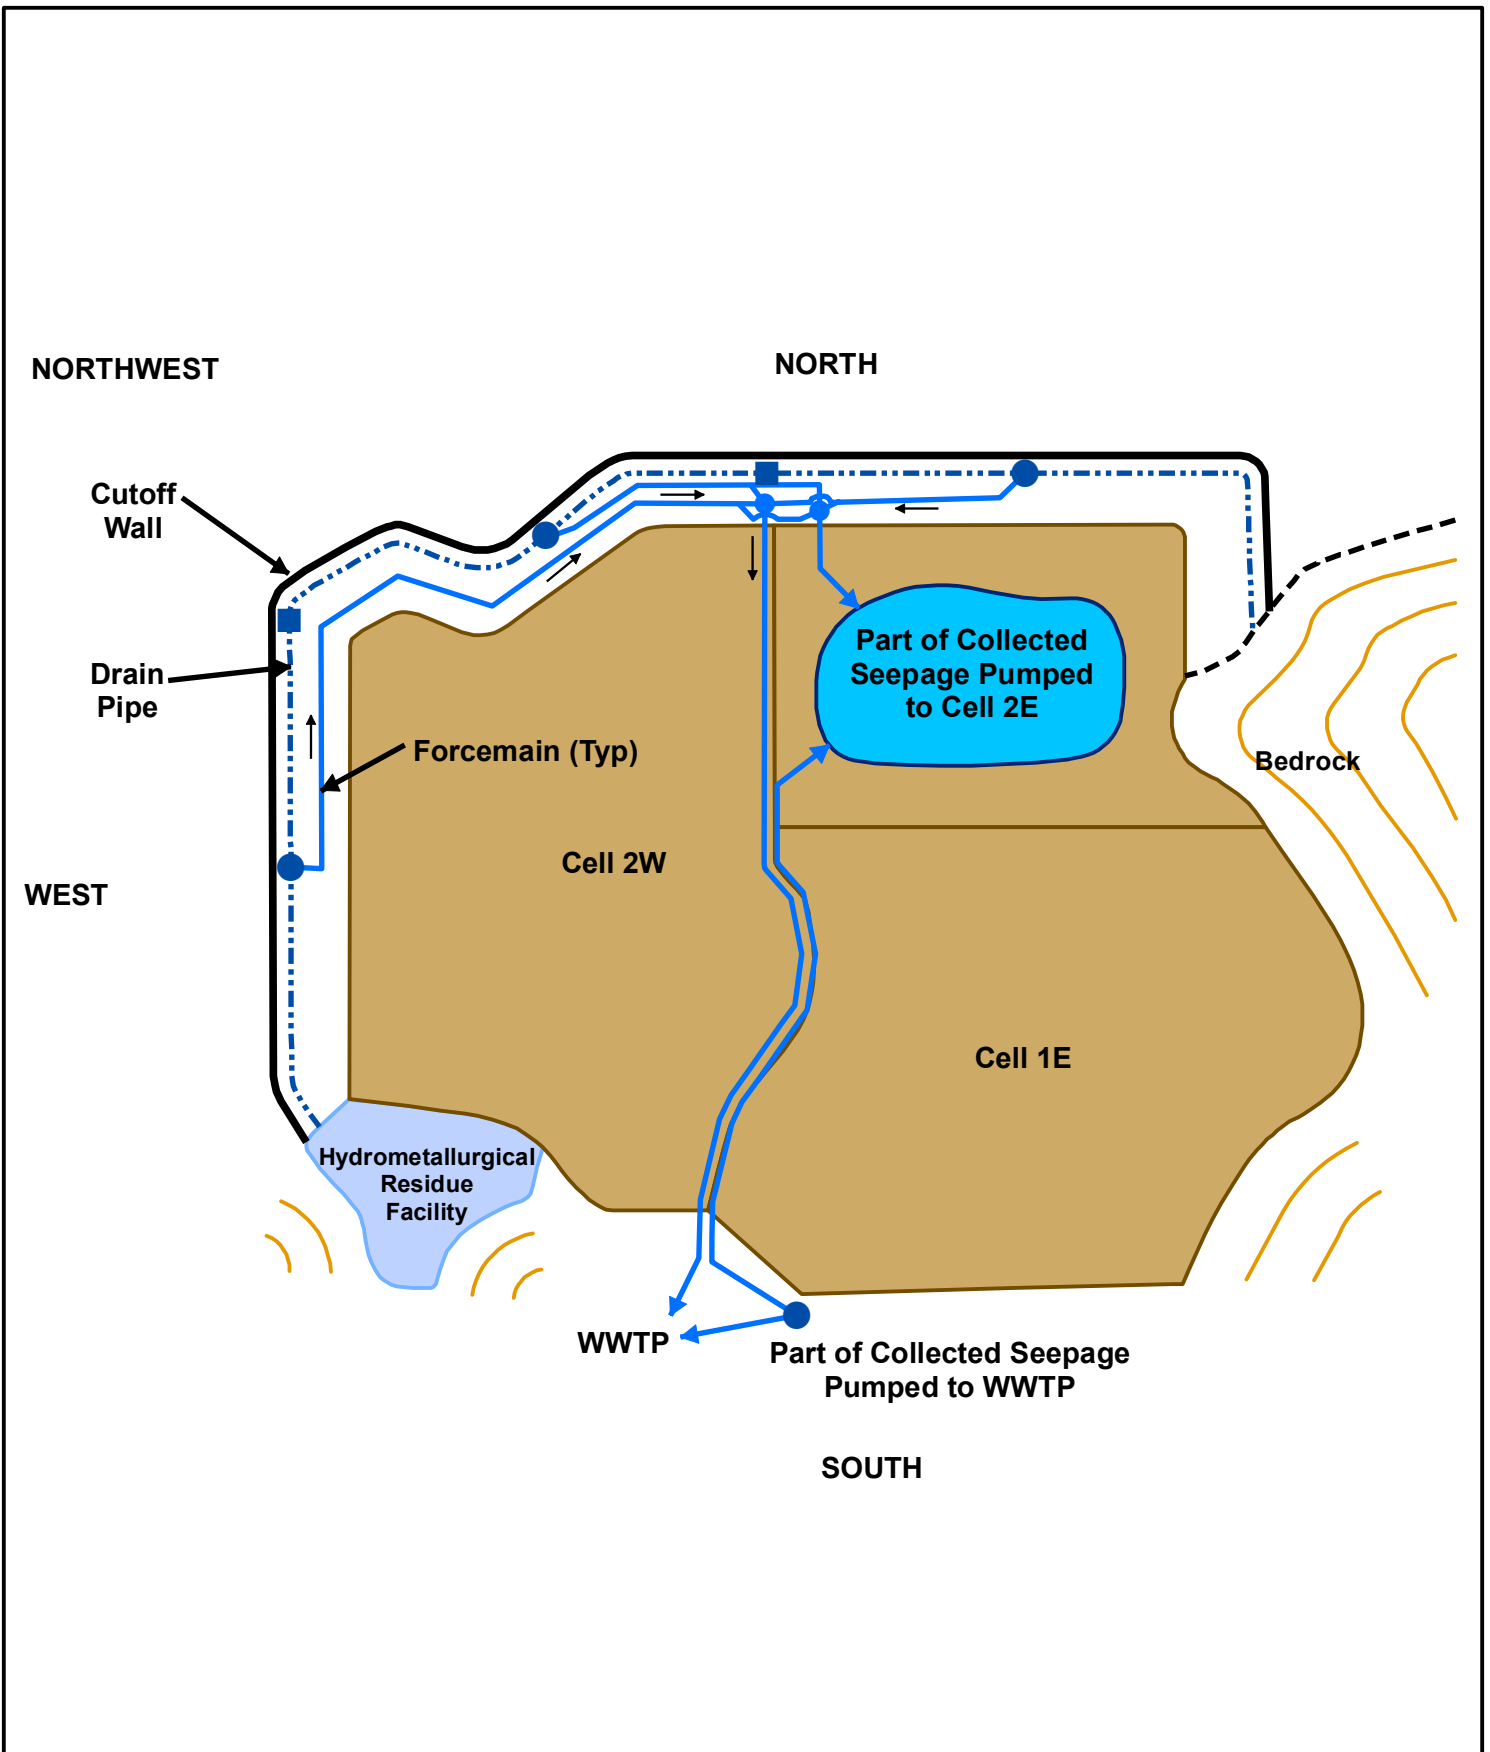 NORTHWEST
NORTH
Cutoff
Wall
Part of Collected
Seepage Pumped
to Cell 2E
Drain
Pipe
Forcemain (Typ)
Bedrock
Cell 2W
WEST
Cell 1E
Hydrometallurgical
Residue
Facility
WWTP
Part of Collected Seepage
Pumped to WWTP
SOUTH